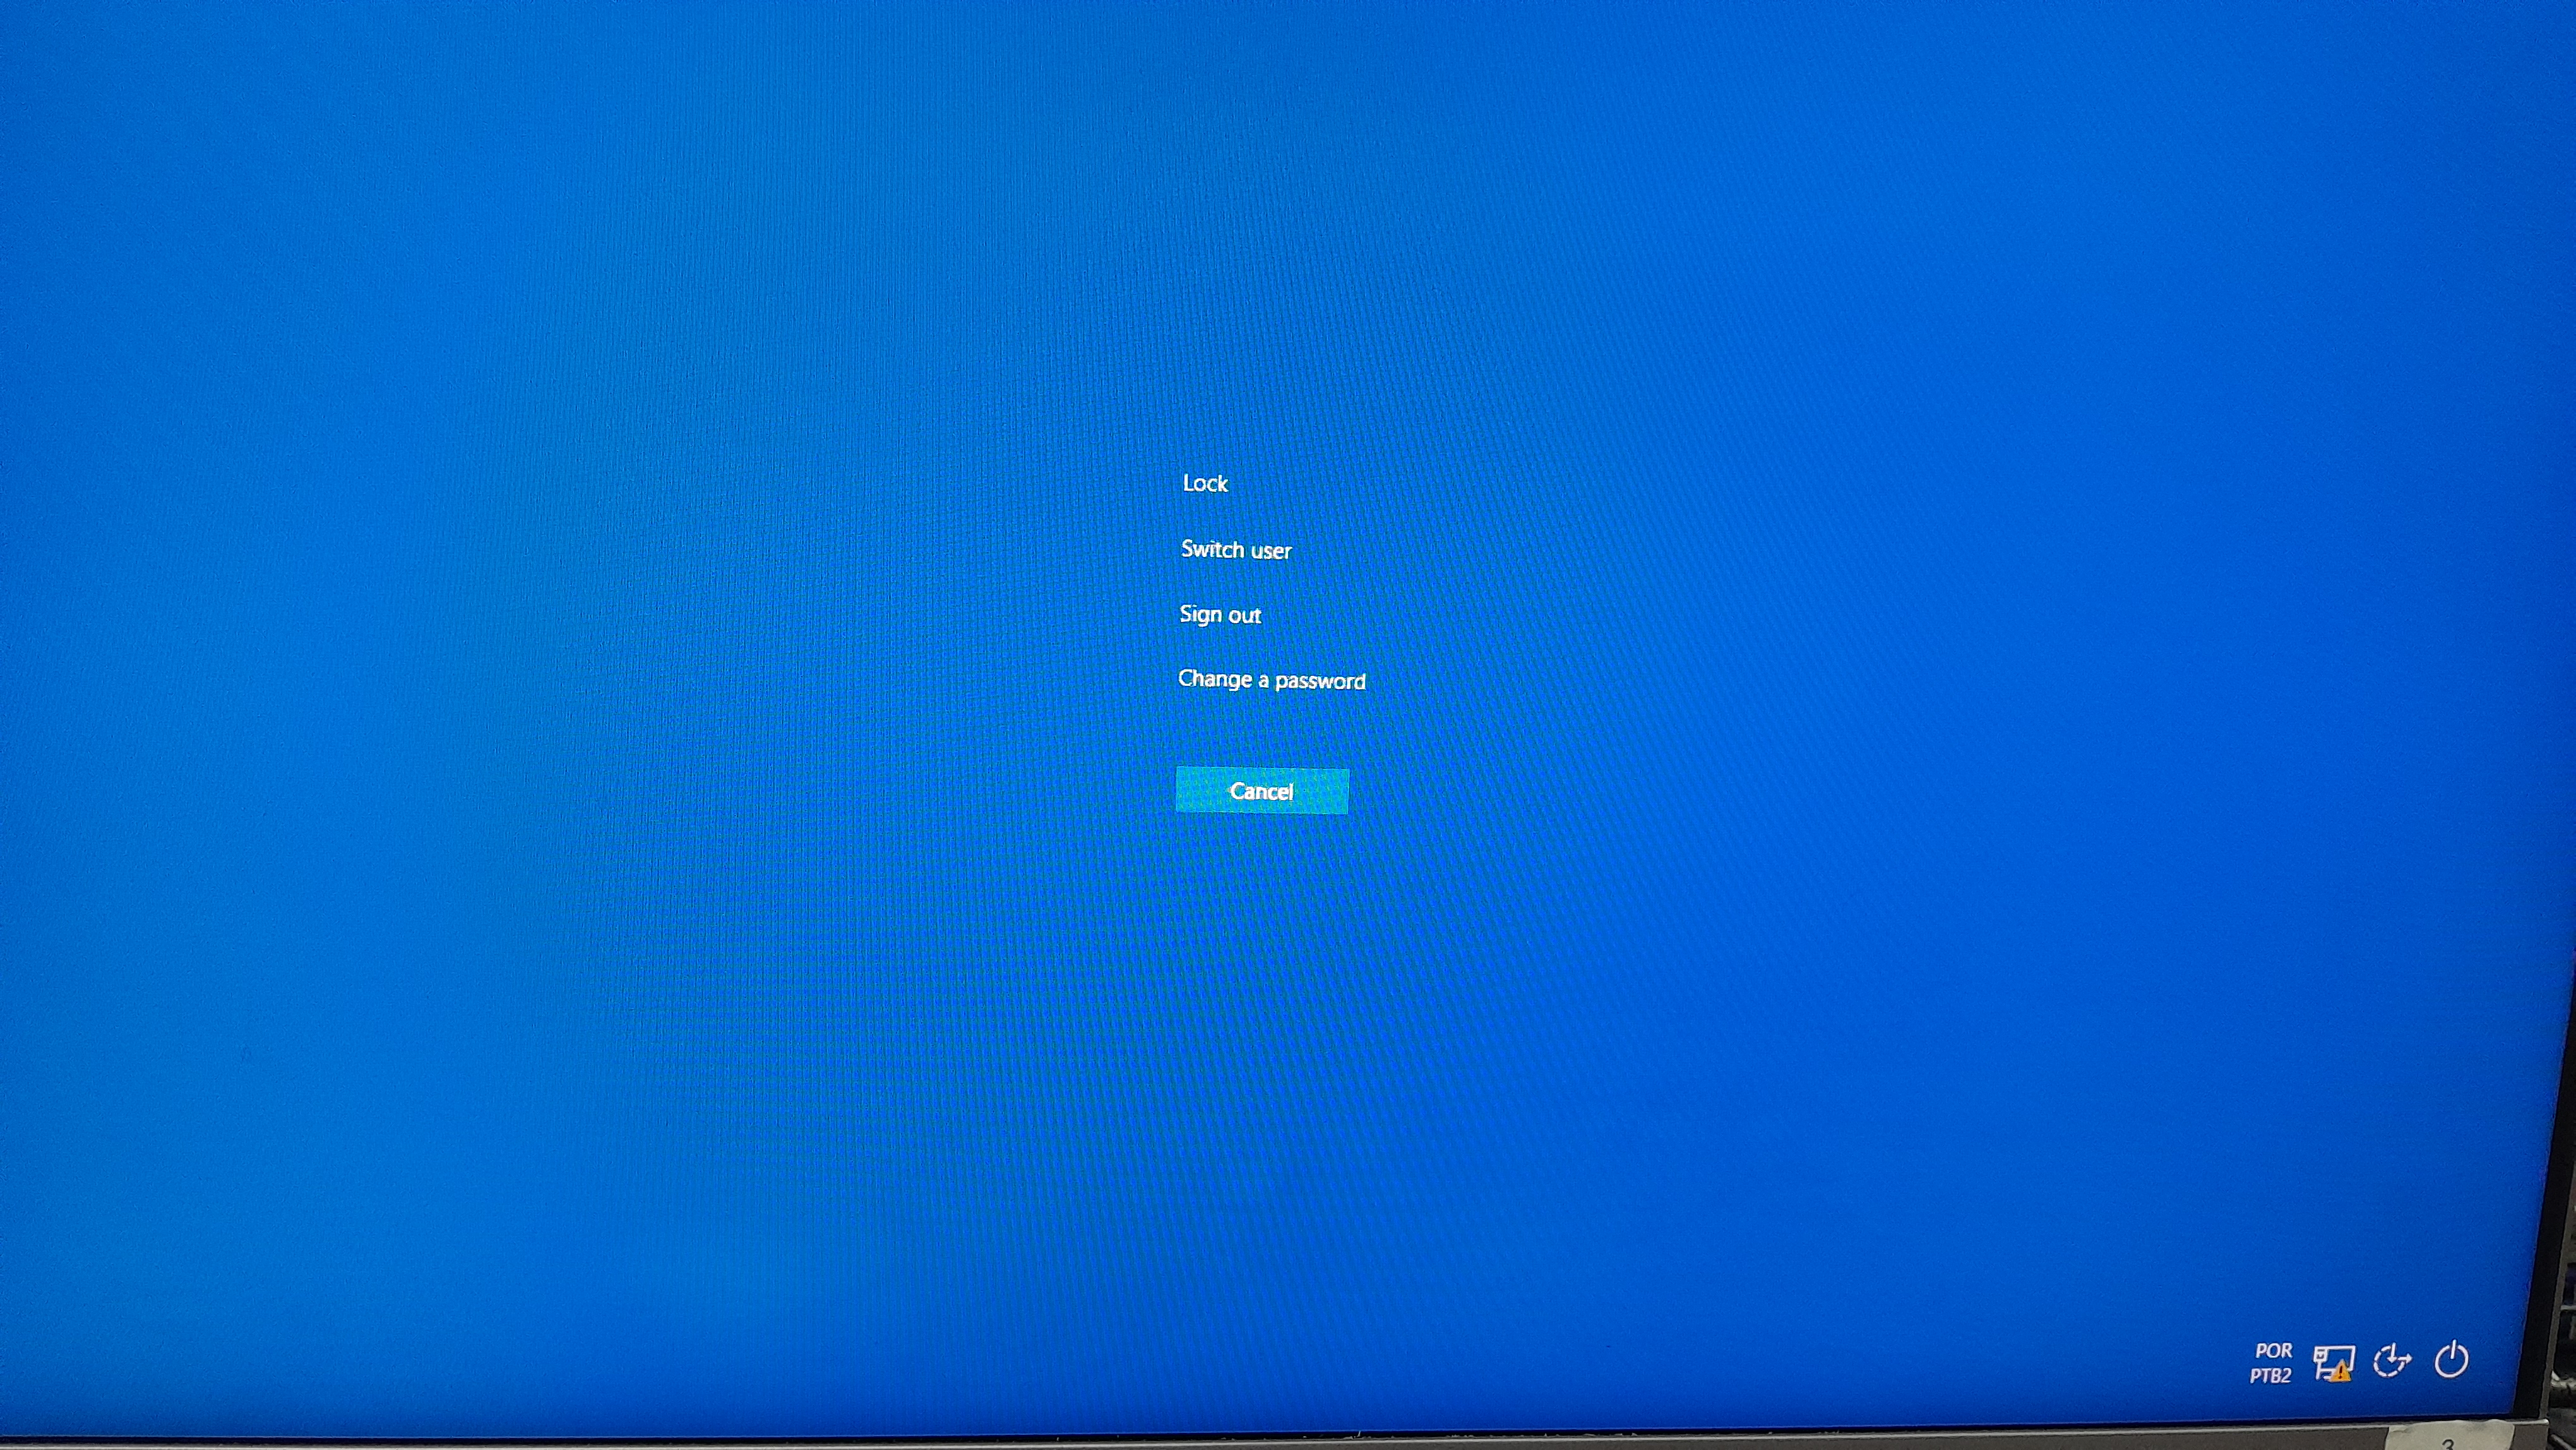 Lock
Switch user
Sign out
Change a password
Cancel
POR
PTB2